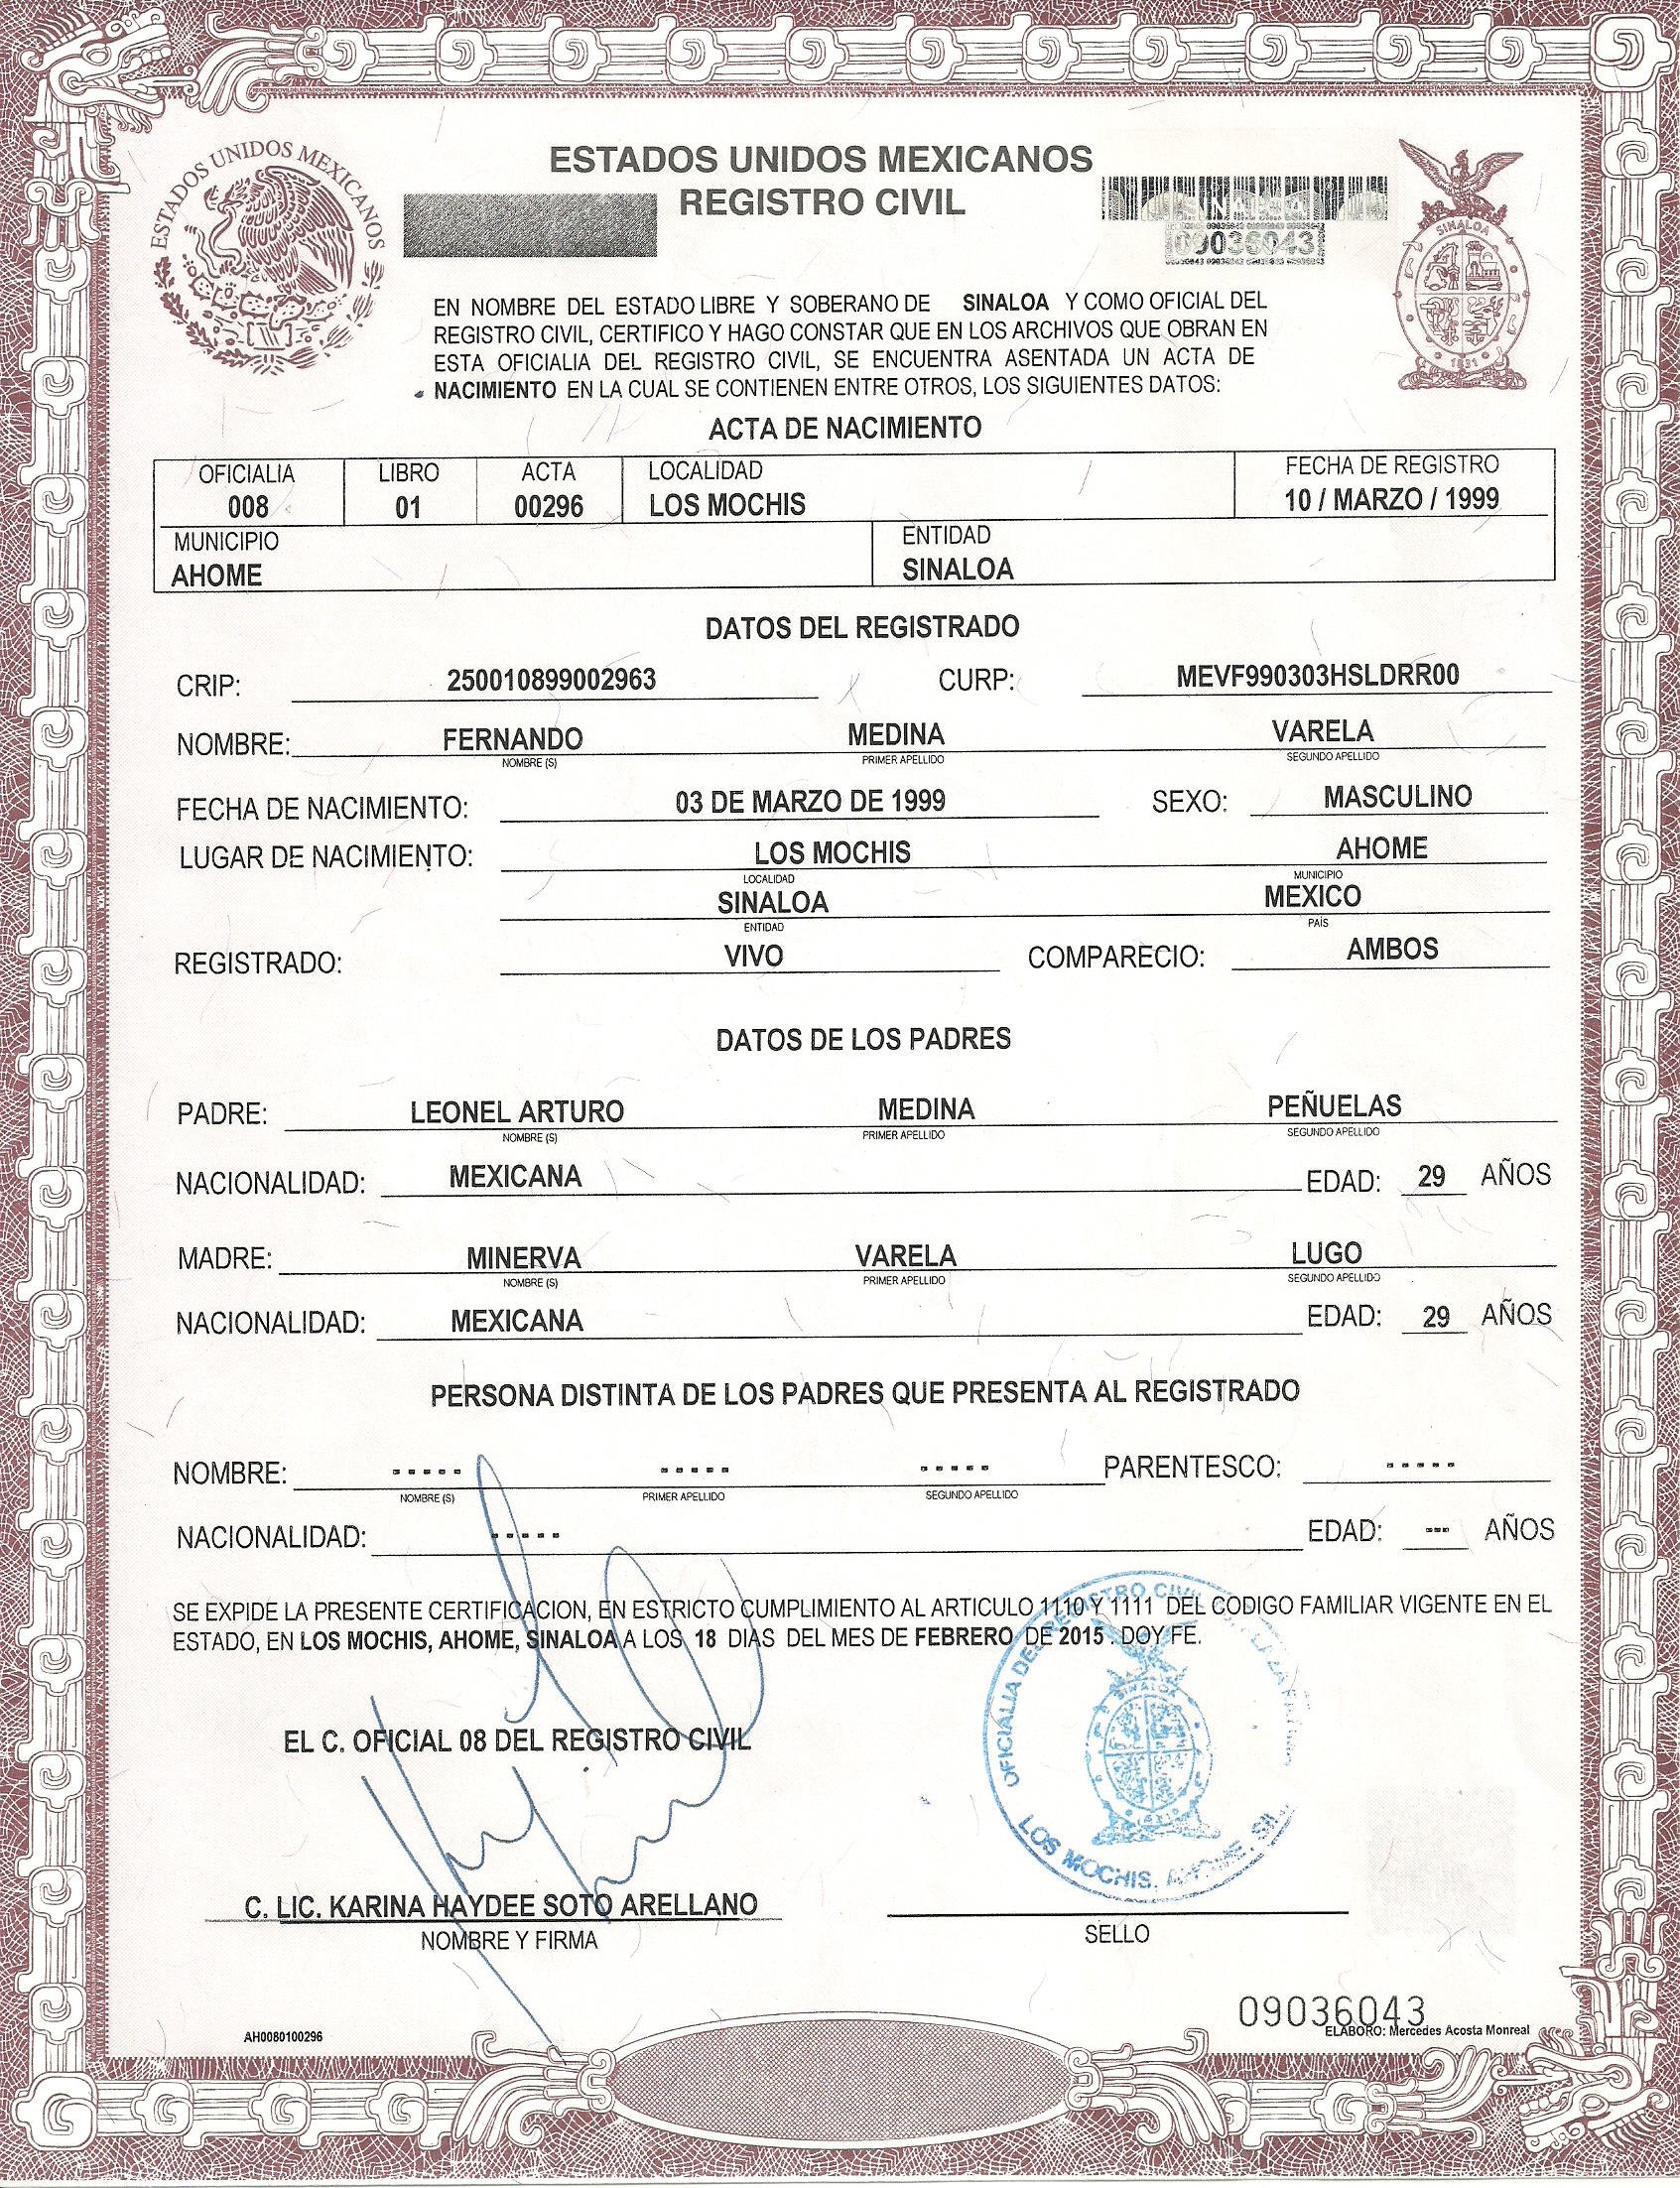 ESTADOS UNIDOS MEXICANOS
ESTADOS UNIDOS MEXICANOS
REGISTRO CIVIL
SINALOA
09036043
SINALOA
1831
EN NOMBRE DEL ESTADO LIBRE Y SOBERANO DE SINALOA Y COMO OFICIAL DEL
REGISTRO CIVIL, CERTIFICO Y HAGO CONSTAR QUE EN LOS ARCHIVOS QUE OBRAN EN
ESTA OFICIALIA DEL REGISTRO CIVIL, SE ENCUENTRA ASENTADA UN ACTA DE
NACIMIENTO EN LA CUAL SE CONTIENEN ENTRE OTROS, LOS SIGUIENTES DATOS:
ACTA DE NACIMIENTO
OFICIALIA LIBRO ACTA LOCALIDAD FECHA DE REGISTRO
008 01 00296 LOS MOCHIS 10 / MARZO / 1999
MUNICIPIO ENTIDAD
AHOME SINALOA
DATOS DEL REGISTRADO
CRIP: 250010899002963 CURP: MEVF990303HSLDRR00
NOMBRE: FERNANDO MEDINA VARELA
NOMBRE (S) PRIMER APELLIDO SEGUNDO APELLIDO
FECHA DE NACIMIENTO: 03 DE MARZO DE 1999 SEXO: MASCULINO
LUGAR DE NACIMIENTO: LOS MOCHIS AHOME
LOCALIDAD MUNICIPIO
SINALOA MEXICO
ENTIDAD PAÍS
REGISTRADO: VIVO COMPARECIO: AMBOS
DATOS DE LOS PADRES
PADRE: LEONEL ARTURO MEDINA PEÑUELAS
NOMBRE (S) PRIMER APELLIDO SEGUNDO APELLIDO
NACIONALIDAD: MEXICANA EDAD: 29 AÑOS
MADRE: MINERVA VARELA LUGO
NOMBRE (S) PRIMER APELLIDO SEGUNDO APELLIDO
NACIONALIDAD: MEXICANA EDAD: 29 AÑOS
PERSONA DISTINTA DE LOS PADRES QUE PRESENTA AL REGISTRADO
NOMBRE: ----- ----- ----- PARENTESCO: -----
NOMBRE (S) PRIMER APELLIDO SEGUNDO APELLIDO
NACIONALIDAD: ----- EDAD: --- AÑOS
SE EXPIDE LA PRESENTE CERTIFICACION, EN ESTRICTO CUMPLIMIENTO AL ARTICULO 1110 Y 1111 DEL CODIGO FAMILIAR VIGENTE EN EL
ESTADO, EN LOS MOCHIS, AHOME, SINALOA A LOS 18 DIAS DEL MES DE FEBRERO DE 2015 . DOY FE.
EL C. OFICIAL 08 DEL REGISTRO CIVIL
OFICIALIA DEL REGISTRO CIVIL
SINALOA
LOS MOCHIS, AHOME, SIN.
C. LIC. KARINA HAYDEE SOTO ARELLANO
NOMBRE Y FIRMA SELLO
09036043
AH0080100296 ELABORO: Mercedes Acosta Monreal